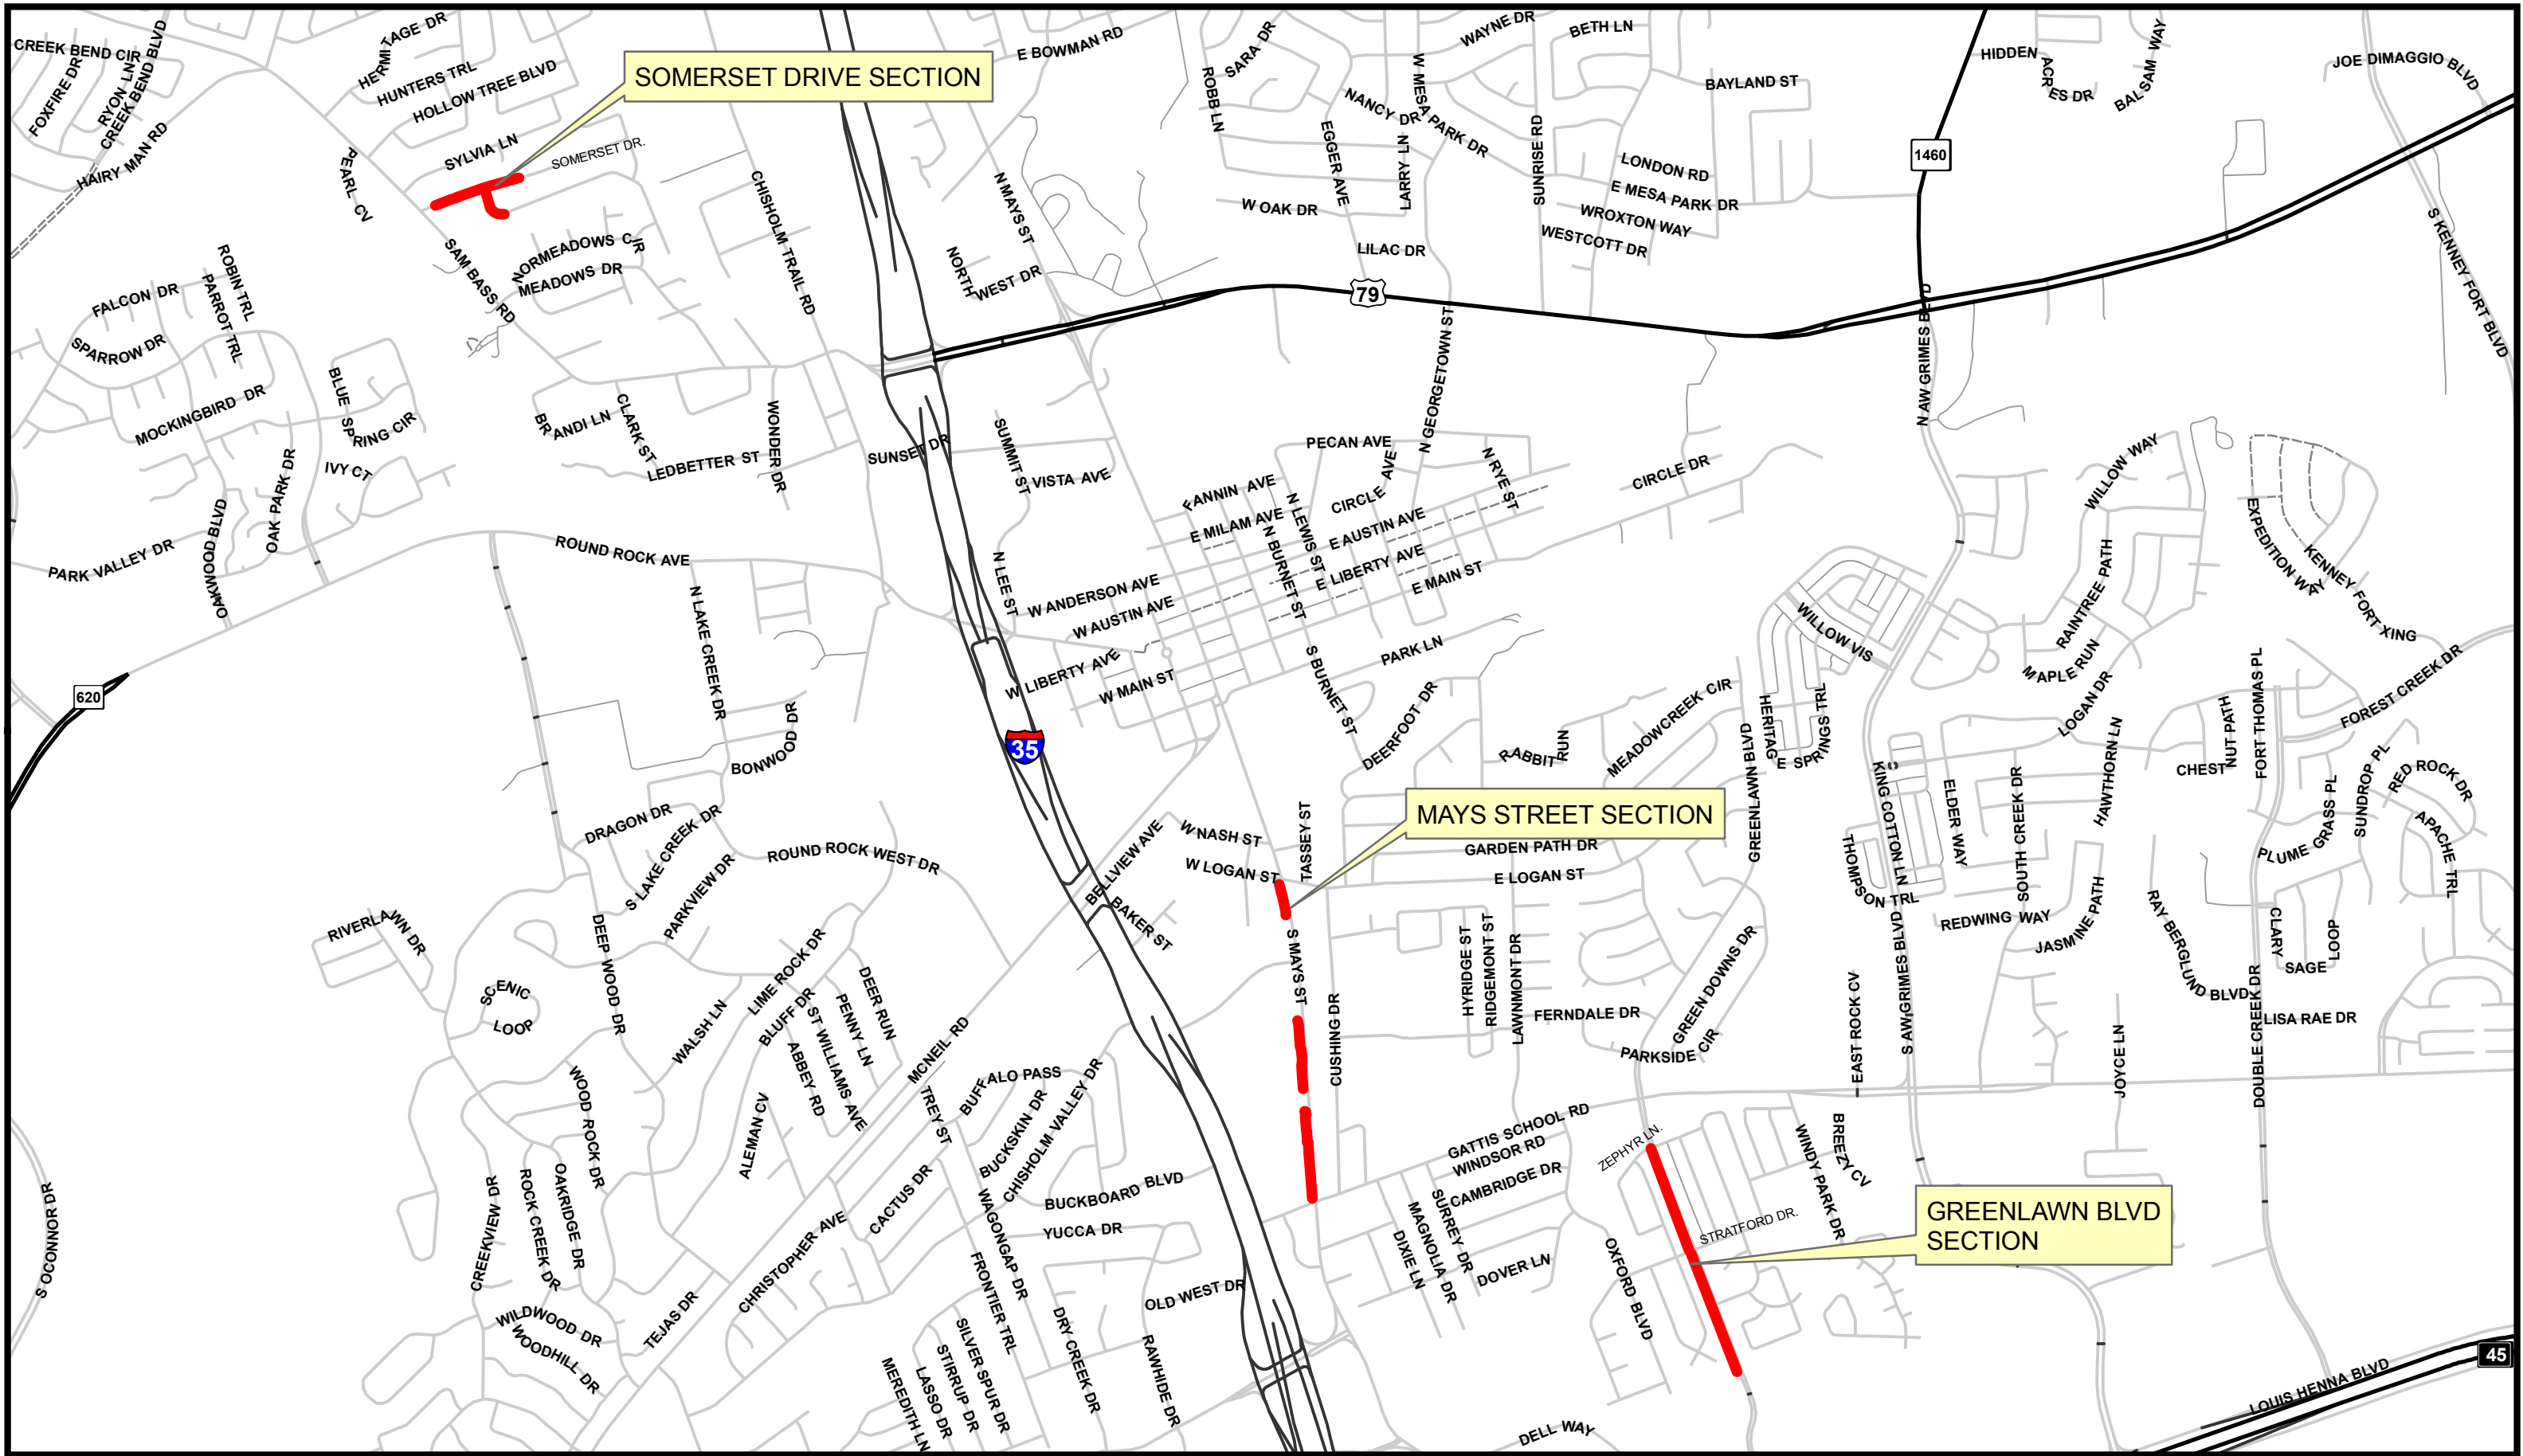 CREEK BEND CIR
FOXFIRE DR
RYON LN
CREEK BEND BLVD
HAIRY MAN RD
HERMITAGE DR
HUNTERS TRL
HOLLOW TREE BLVD
SOMERSET DRIVE SECTION
SYLVIA LN
SOMERSET DR.
PEARL CV
SAM BASS RD
NORMEADOWS CIR
MEADOWS DR
CHISHOLM TRAIL RD
E BOWMAN RD
N MAYS ST
NORTH WEST DR
ROBB LN
SARA DR
EGGER AVE
NANCY DR
W MESA PARK DR
LARRY LN
WAYNE DR
BETH LN
BAYLAND ST
SUNRISE RD
LONDON RD
E MESA PARK DR
WROXTON WAY
WESTCOTT DR
W OAK DR
LILAC DR
79
1460
HIDDEN ACRES DR
BALSAM WAY
JOE DIMAGGIO BLVD
S KENNEY FORT BLVD
N AW GRIMES BLVD
FALCON DR
ROBIN TRL
PARROT TRL
SPARROW DR
MOCKINGBIRD DR
BLUE SPRING CIR
IVY CT
OAK PARK DR
OAKWOOD BLVD
PARK VALLEY DR
BRANDI LN
CLARK ST
LEDBETTER ST
WONDER DR
SUNSET DR
SUMMIT ST
VISTA AVE
ROUND ROCK AVE
N LAKE CREEK DR
N LEE ST
W ANDERSON AVE
W AUSTIN AVE
W LIBERTY AVE
W MAIN ST
FANNIN AVE
E MILAM AVE
N LEWIS ST
N BURNET ST
PECAN AVE
CIRCLE AVE
N GEORGETOWN ST
N RYE ST
E AUSTIN AVE
E LIBERTY AVE
E MAIN ST
CIRCLE DR
S BURNET ST
PARK LN
DEERFOOT DR
RABBIT RUN
MEADOWCREEK CIR
GREENLAWN BLVD
HERITAGE SPRINGS TRL
WILLOW VIS
WILLOW WAY
RAINTREE PATH
MAPLE RUN
LOGAN DR
EXPEDITION WAY
KENNEY FORT XING
FOREST CREEK DR
FORT THOMAS PL
CHESTNUT PATH
HAWTHORN LN
SUNDROP PL
RED ROCK DR
APACHE TRL
PLUME GRASS PL
620
35
BONWOOD DR
DRAGON DR
S LAKE CREEK DR
PARKVIEW DR
ROUND ROCK WEST DR
BELLVIEW AVE
BAKER ST
W NASH ST
W LOGAN ST
TASSEY ST
MAYS STREET SECTION
GARDEN PATH DR
E LOGAN ST
KING COTTON LN
THOMPSON TRL
ELDER WAY
SOUTH CREEK DR
REDWING WAY
JASMINE PATH
RAY BERGLUND BLVD
CLARY SAGE LOOP
LISA RAE DR
DOUBLE CREEK DR
RIVERLAWN DR
SCENIC LOOP
DEEP WOOD DR
WALSH LN
LIME ROCK DR
BLUFF DR
ST WILLIAMS AVE
PENNY LN
DEER RUN
ABBEY RD
ALEMAN CV
MCNEIL RD
TREY ST
BUFFALO PASS
BUCKSKIN DR
CHISHOLM VALLEY DR
S MAYS ST
CUSHING DR
HYRIDGE ST
RIDGEMONT ST
LAWNMONT DR
FERNDALE DR
GREEN DOWNS DR
PARKSIDE CIR
EAST ROCK CV
S AW GRIMES BLVD
JOYCE LN
GATTIS SCHOOL RD
WINDSOR RD
CAMBRIDGE DR
ZEPHYR LN.
WINDY PARK DR
BREEZY CV
STRATFORD DR.
GREENLAWN BLVD
SECTION
SURREY DR
MAGNOLIA DR
DIXIE LN
DOVER LN
OXFORD BLVD
S OCONNOR DR
CREEKVIEW DR
ROCK CREEK DR
OAKRIDGE DR
WOOD ROCK DR
WILDWOOD DR
WOODHILL DR
TEJAS DR
CHRISTOPHER AVE
CACTUS DR
WAGONGAP DR
FRONTIER TRL
BUCKBOARD BLVD
YUCCA DR
OLD WEST DR
DRY CREEK DR
RAWHIDE DR
SILVER SPUR DR
STIRRUP DR
LASSO DR
MEREDITH LN
DELL WAY
LOUIS HENNA BLVD
45